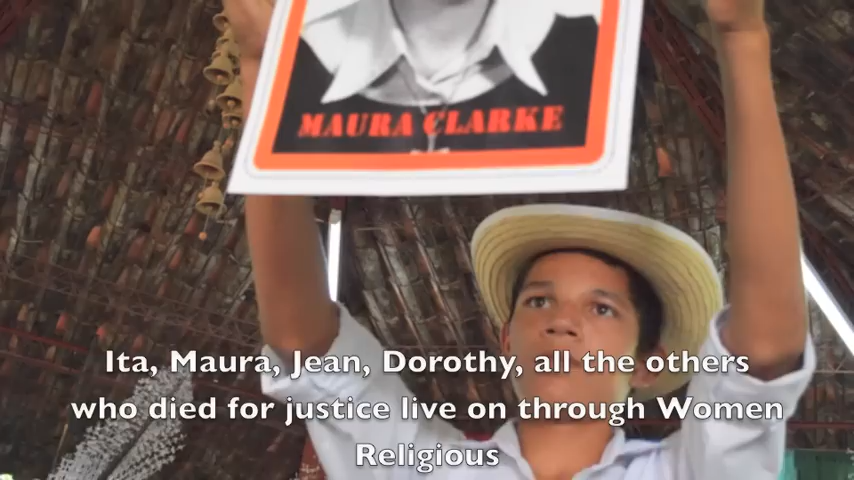 MAURA CLARKE
Ita, Maura, Jean, Dorothy, all the others
who died for justice live on through Women
Religious